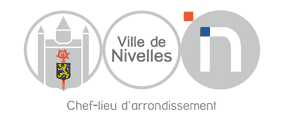 Ville de
Nivelles
n
Chef-lieu d'arrondissement